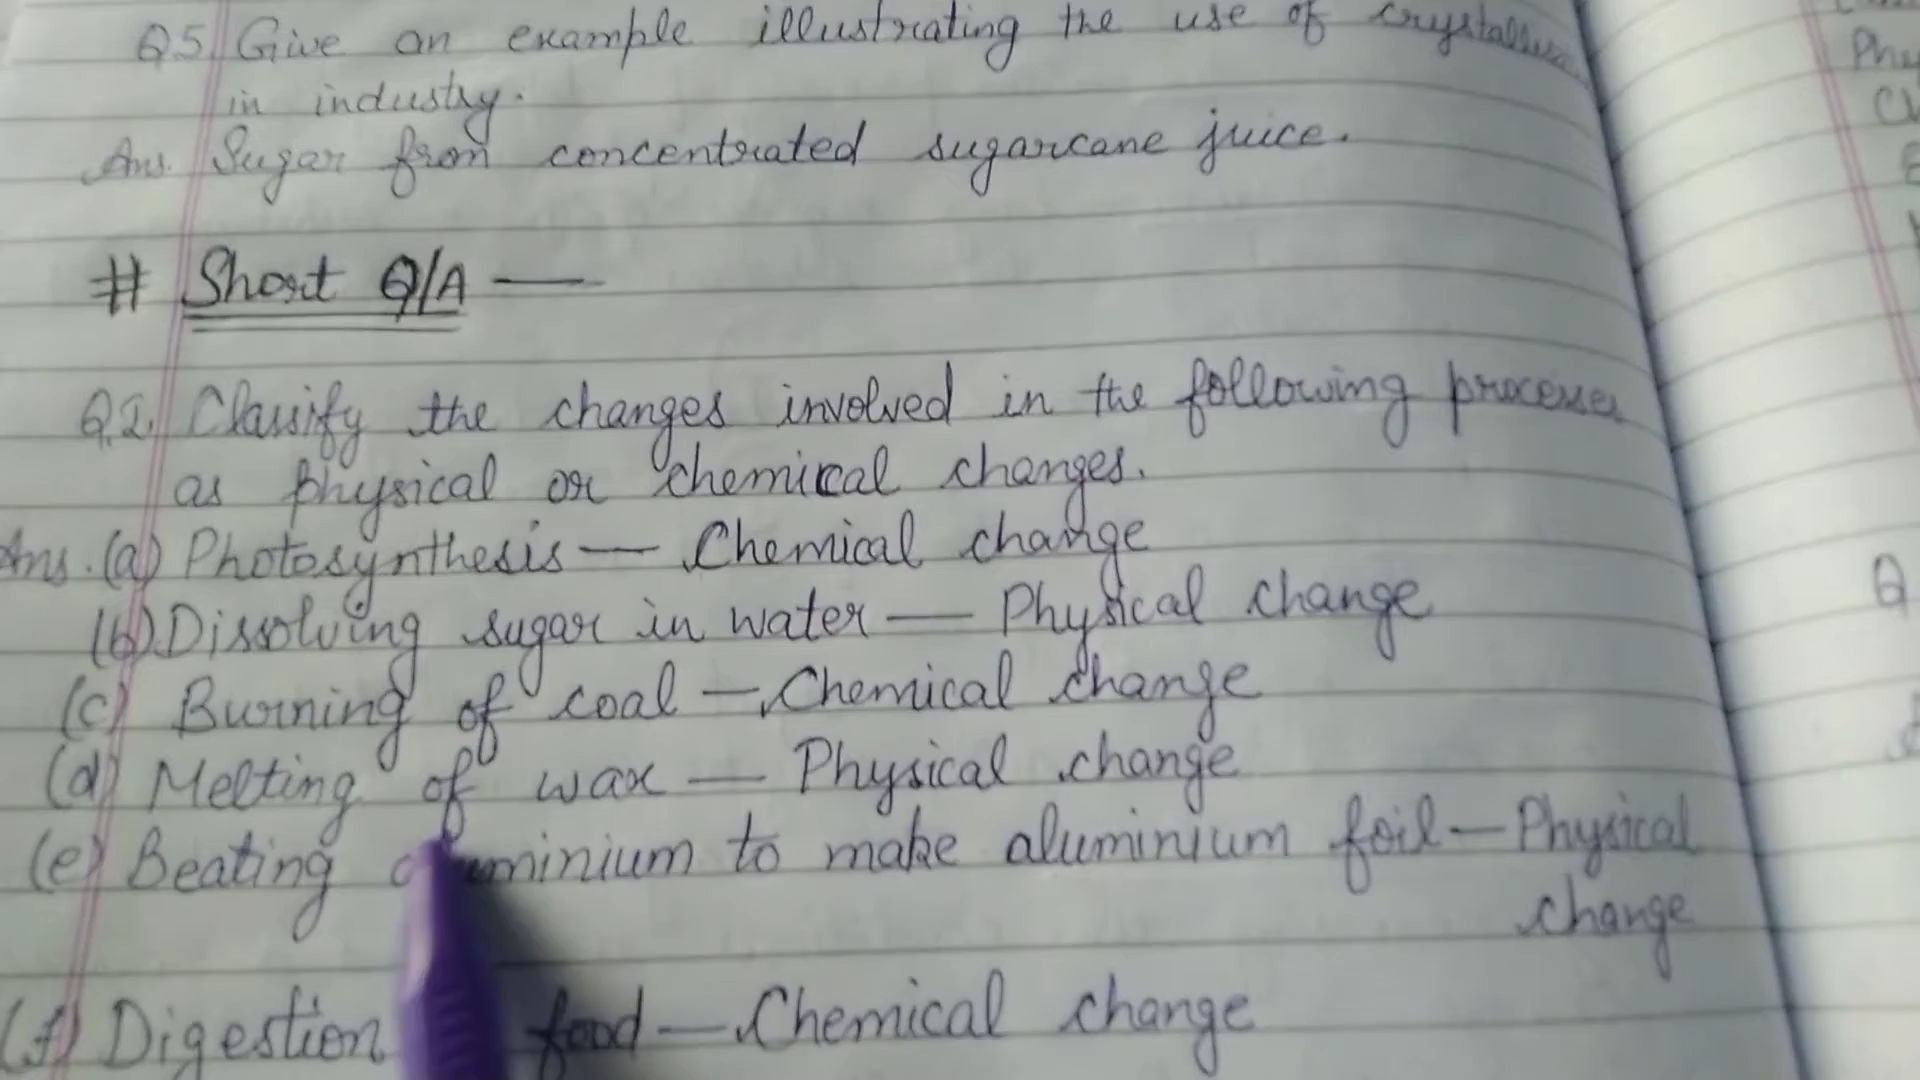 Q5. Give an example illustrating the use of
in industry.
Ans. Sugar from concentrated sugarcane juice.
# Short Q/A —
Q.1. Classify the changes involved in the following processes
as physical or chemical changes.
Ans. (a) Photosynthesis — Chemical change
(b) Dissolving sugar in water — Physical change
(c) Burning of coal — Chemical change
(d) Melting of wax — Physical change
(e) Beating aluminium to make aluminium foil — Physical
change
(f) Digestion food — Chemical change